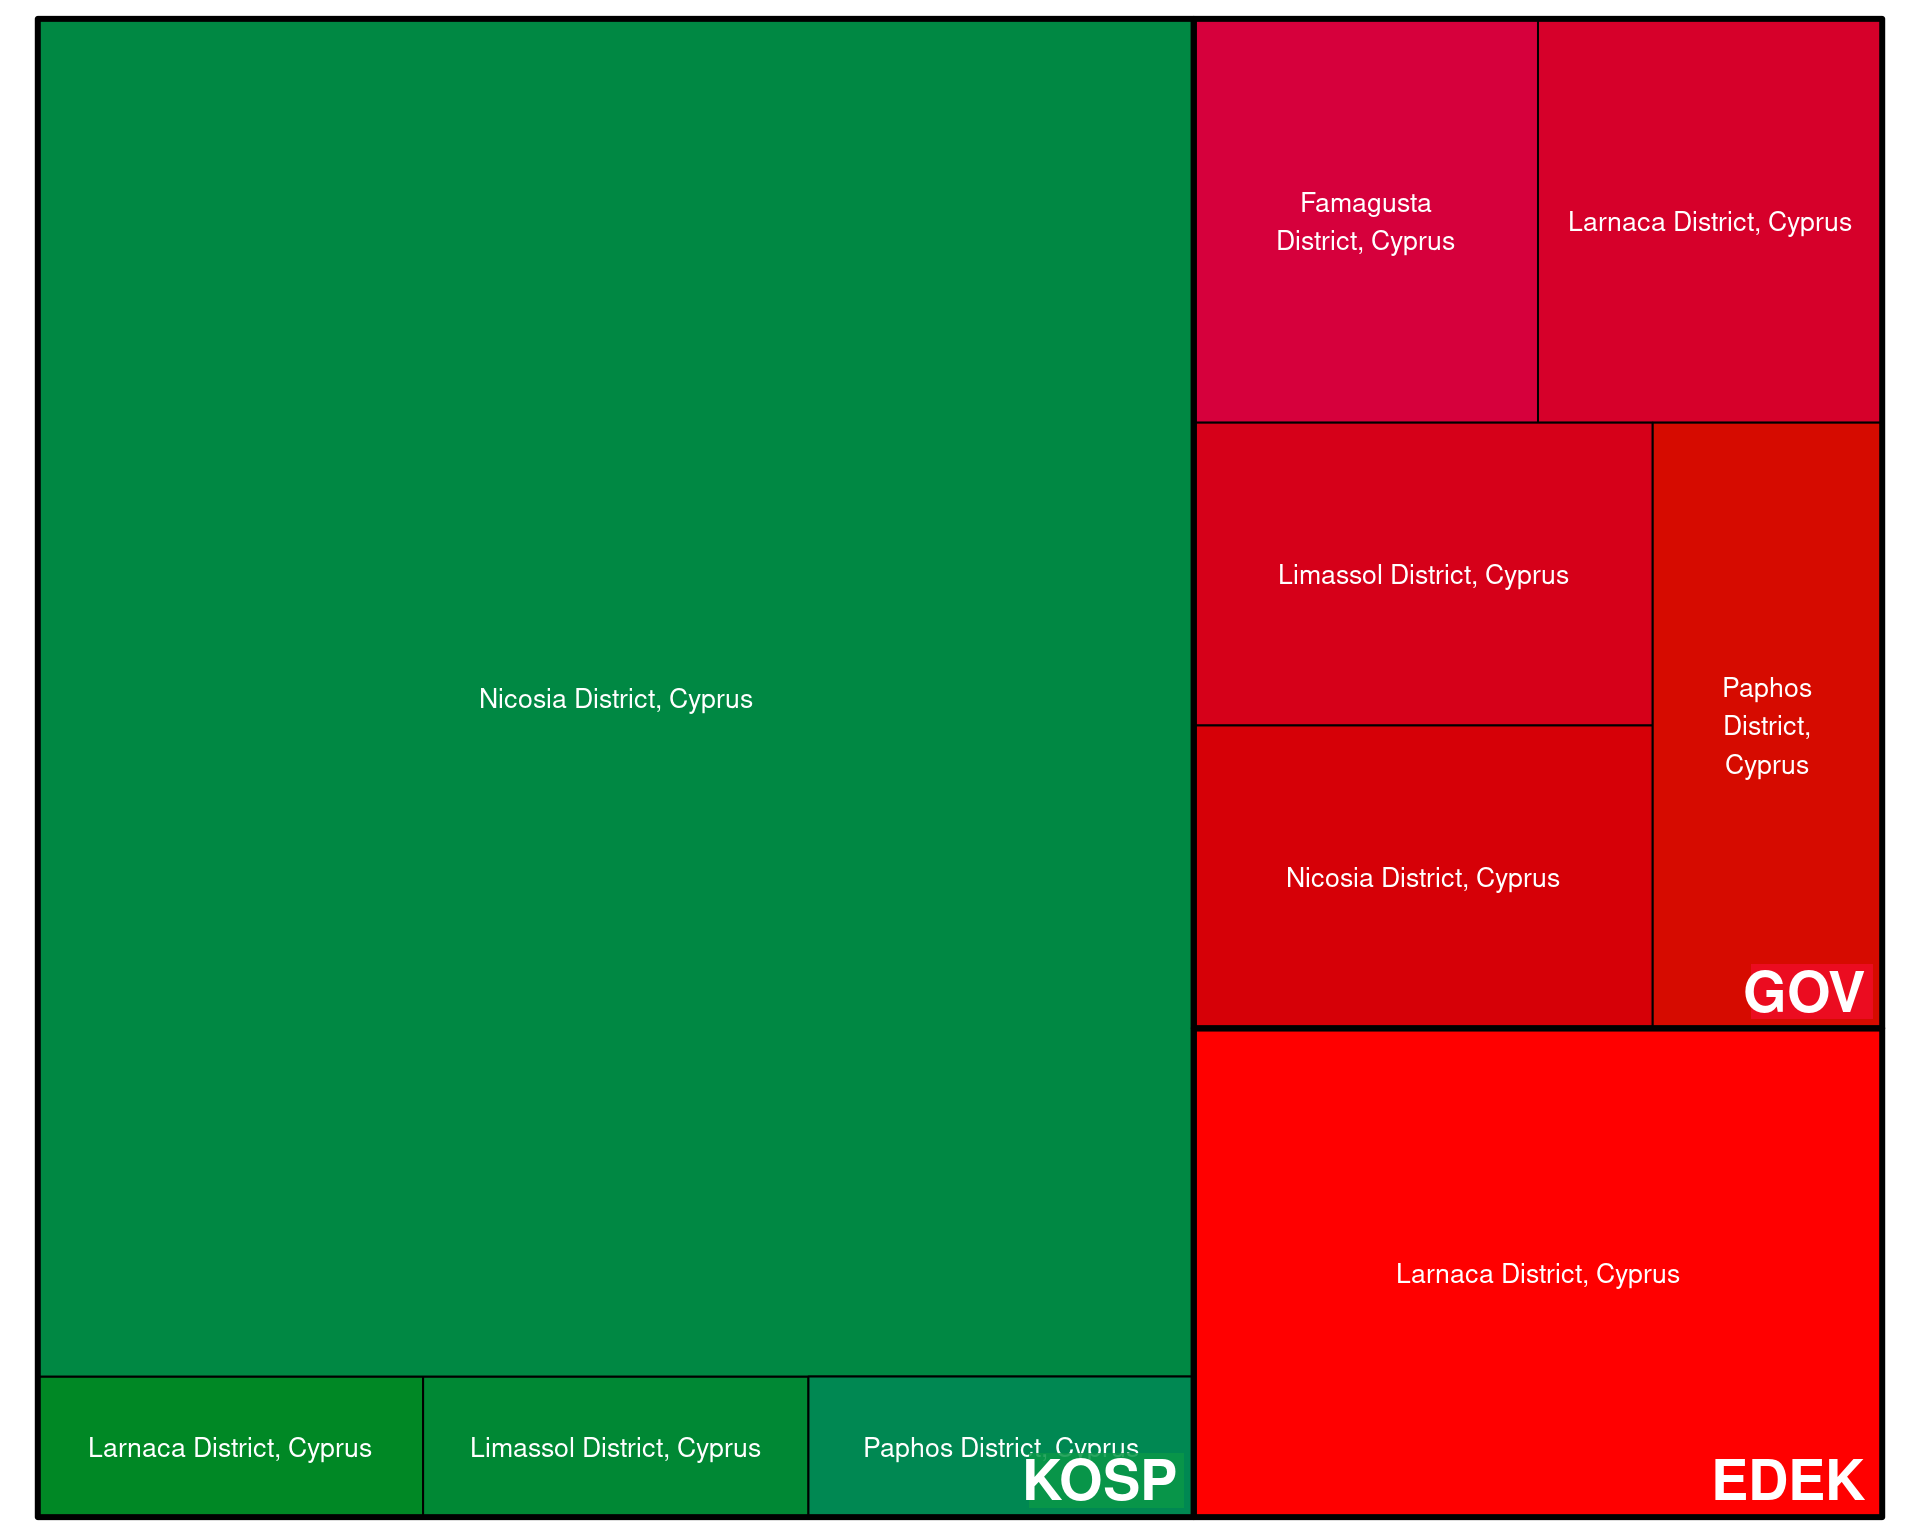 Nicosia District, Cyprus
Larnaca District, Cyprus
Limassol District, Cyprus
Paphos District, Cyprus
KOSP
Famagusta
District, Cyprus
Larnaca District, Cyprus
Limassol District, Cyprus
Nicosia District, Cyprus
Paphos
District,
Cyprus
GOV
Larnaca District, Cyprus
EDEK